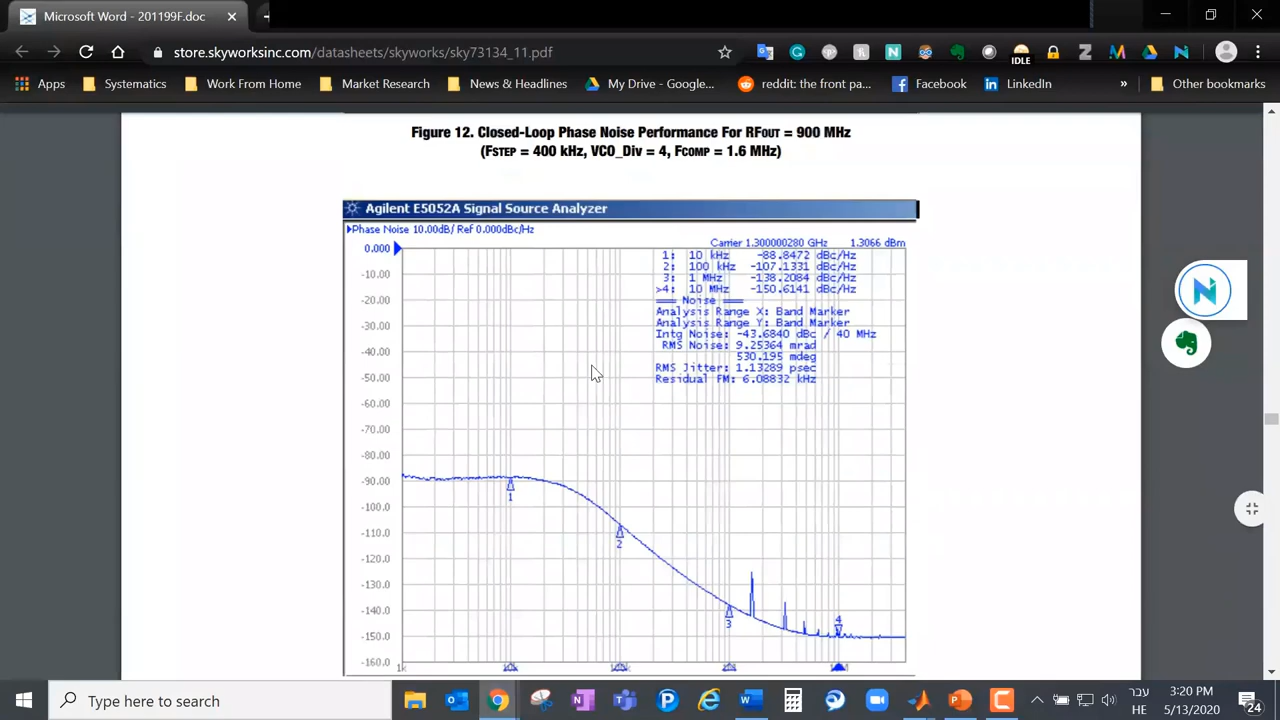 Microsoft Word - 201199F.doc
store.skyworksinc.com/datasheets/skyworks/sky73134_11.pdf
IDLE
Apps
Systematics
Work From Home
Market Research
News & Headlines
My Drive - Google...
reddit: the front pa...
Facebook
LinkedIn
»
Other bookmarks
Figure 12. Closed-Loop Phase Noise Performance For RFOUT = 900 MHz
(FSTEP = 400 kHz, VCO_Div = 4, FCOMP = 1.6 MHz)
Agilent E5052A Signal Source Analyzer
Phase Noise 10.00dB/ Ref 0.000dBc/Hz
Carrier 1.300000280 GHz 1.3066 dBm
1: 10 kHz -88.8472 dBc/Hz
2: 100 kHz -107.1331 dBc/Hz
3: 1 MHz -138.2084 dBc/Hz
>4: 10 MHz -150.6141 dBc/Hz
=== Noise ===
Analysis Range X: Band Marker
Analysis Range Y: Band Marker
Intg Noise: -43.6840 dBc / 40 MHz
RMS Noise: 9.25364 mrad
530.195 mdeg
RMS Jitter: 1.13289 psec
Residual FM: 6.08832 kHz
0.000
-10.00
-20.00
-30.00
-40.00
-50.00
-60.00
-70.00
-80.00
-90.00
-100.0
-110.0
-120.0
-130.0
-140.0
-150.0
-160.0
1
2
3
4
1k
10k
Type here to search
עבר
HE
3:20 PM
5/13/2020
24